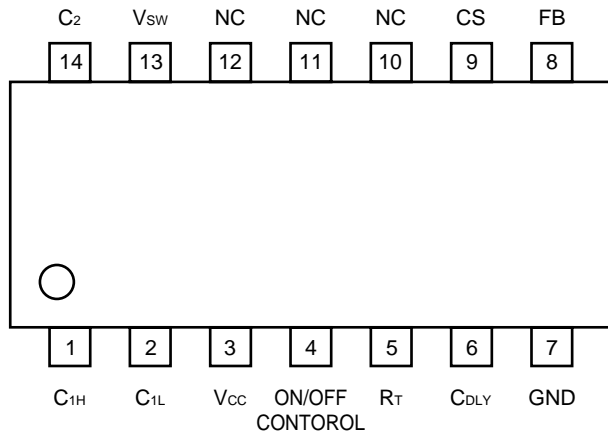 C2 VSW NC NC NC CS FB
14 13 12 11 10 9 8
1 2 3 4 5 6 7
C1H C1L VCC ON/OFF RT CDLY GND
CONTOROL